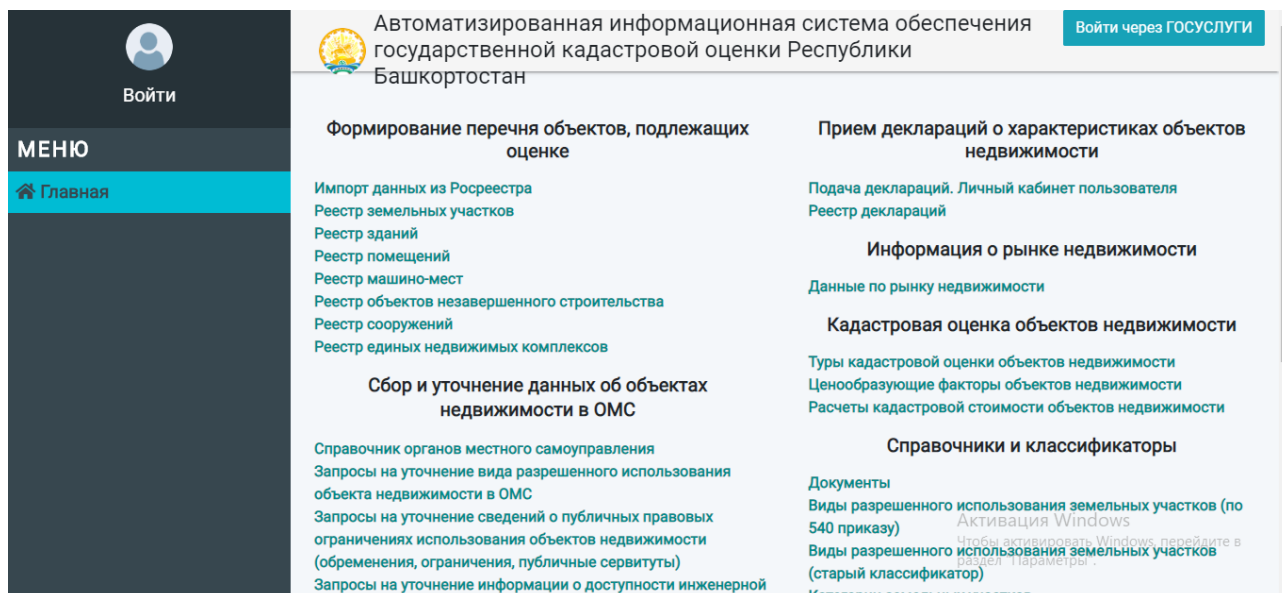 Войти
МЕНЮ
Главная
Автоматизированная информационная система обеспечения
государственной кадастровой оценки Республики
Башкортостан
Войти через ГОСУСЛУГИ
Формирование перечня объектов, подлежащих
оценке
Импорт данных из Росреестра
Реестр земельных участков
Реестр зданий
Реестр помещений
Реестр машино-мест
Реестр объектов незавершенного строительства
Реестр сооружений
Реестр единых недвижимых комплексов
Сбор и уточнение данных об объектах
недвижимости в ОМС
Справочник органов местного самоуправления
Запросы на уточнение вида разрешенного использования
объекта недвижимости в ОМС
Запросы на уточнение сведений о публичных правовых
ограничениях использования объектов недвижимости
(обременения, ограничения, публичные сервитуты)
Запросы на уточнение информации о доступности инженерной
Прием деклараций о характеристиках объектов
недвижимости
Подача деклараций. Личный кабинет пользователя
Реестр деклараций
Информация о рынке недвижимости
Данные по рынку недвижимости
Кадастровая оценка объектов недвижимости
Туры кадастровой оценки объектов недвижимости
Ценообразующие факторы объектов недвижимости
Расчеты кадастровой стоимости объектов недвижимости
Справочники и классификаторы
Документы
Виды разрешенного использования земельных участков (по
540 приказу)
Виды разрешенного использования земельных участков
(старый классификатор)
Активация Windows
Чтобы активировать Windows, перейдите в
раздел "Параметры".